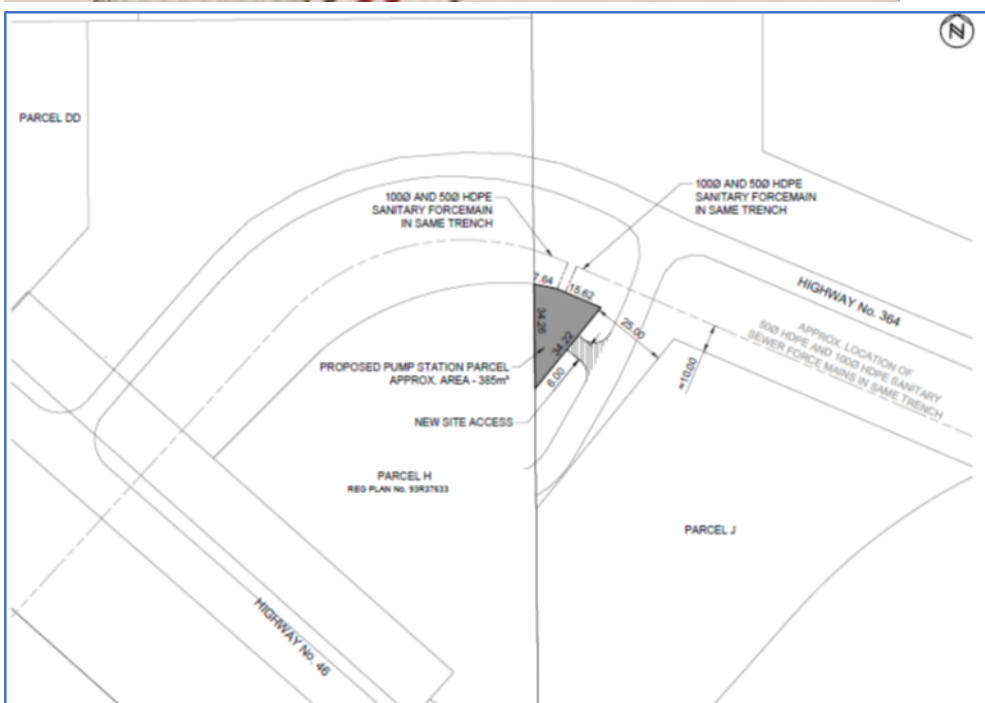 N
PARCEL DD
100Ø AND 50Ø HDPE
SANITARY FORCEMAIN
IN SAME TRENCH
100Ø AND 50Ø HDPE
SANITARY FORCEMAIN
IN SAME TRENCH
7.64
15.62
HIGHWAY No. 364
34.26
34.22
25.00
APPROX. LOCATION OF
50Ø HDPE AND 100Ø HDPE SANITARY
SEWER FORCE MAINS IN SAME TRENCH
PROPOSED PUMP STATION PARCEL
APPROX. AREA - 385m²
6.00
≈10.00
NEW SITE ACCESS
PARCEL H
REG PLAN No. 93R37633
PARCEL J
HIGHWAY No. 46